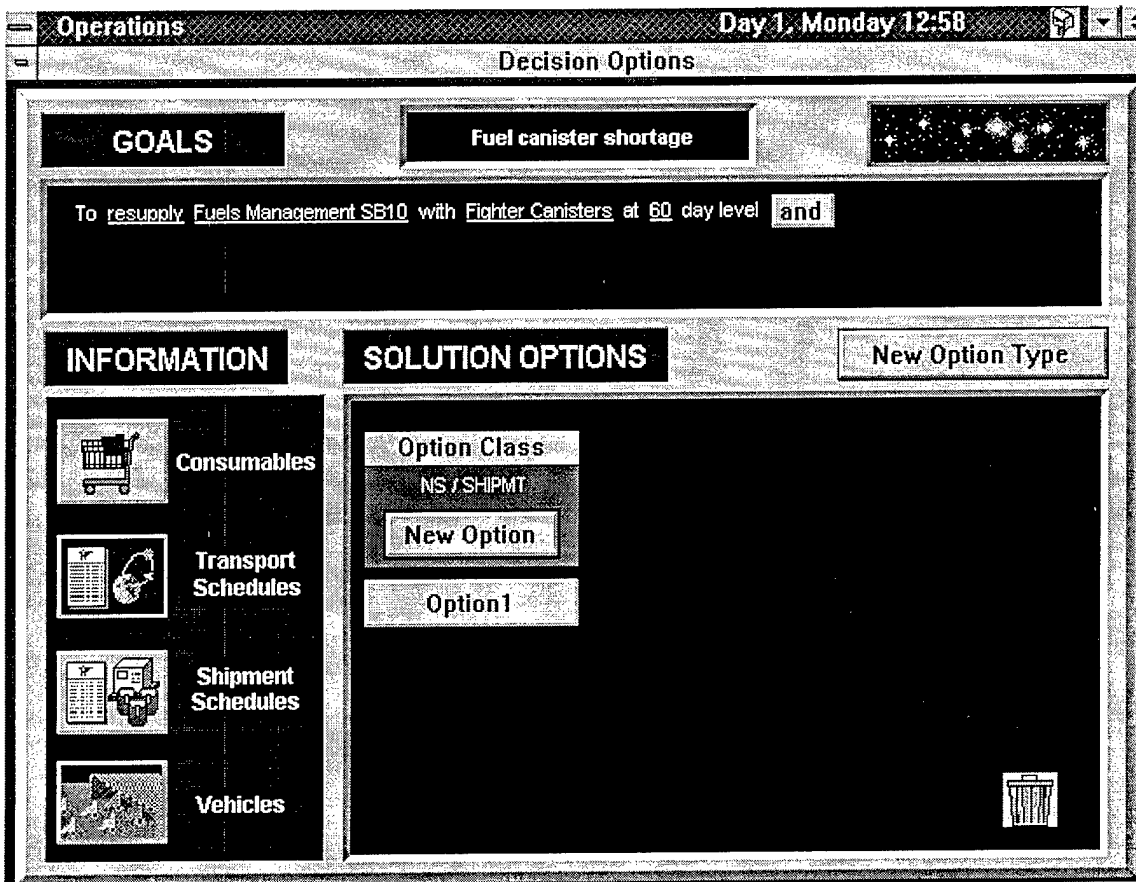 Operations Day 1, Monday 12:58
Decision Options
GOALS
Fuel canister shortage
To resupply Fuels Management SB10 with Fighter Canisters at 60 day level and
INFORMATION
SOLUTION OPTIONS
New Option Type
Consumables
Transport
Schedules
Shipment
Schedules
Vehicles
Option Class
NS / SHIPMT
New Option
Option1